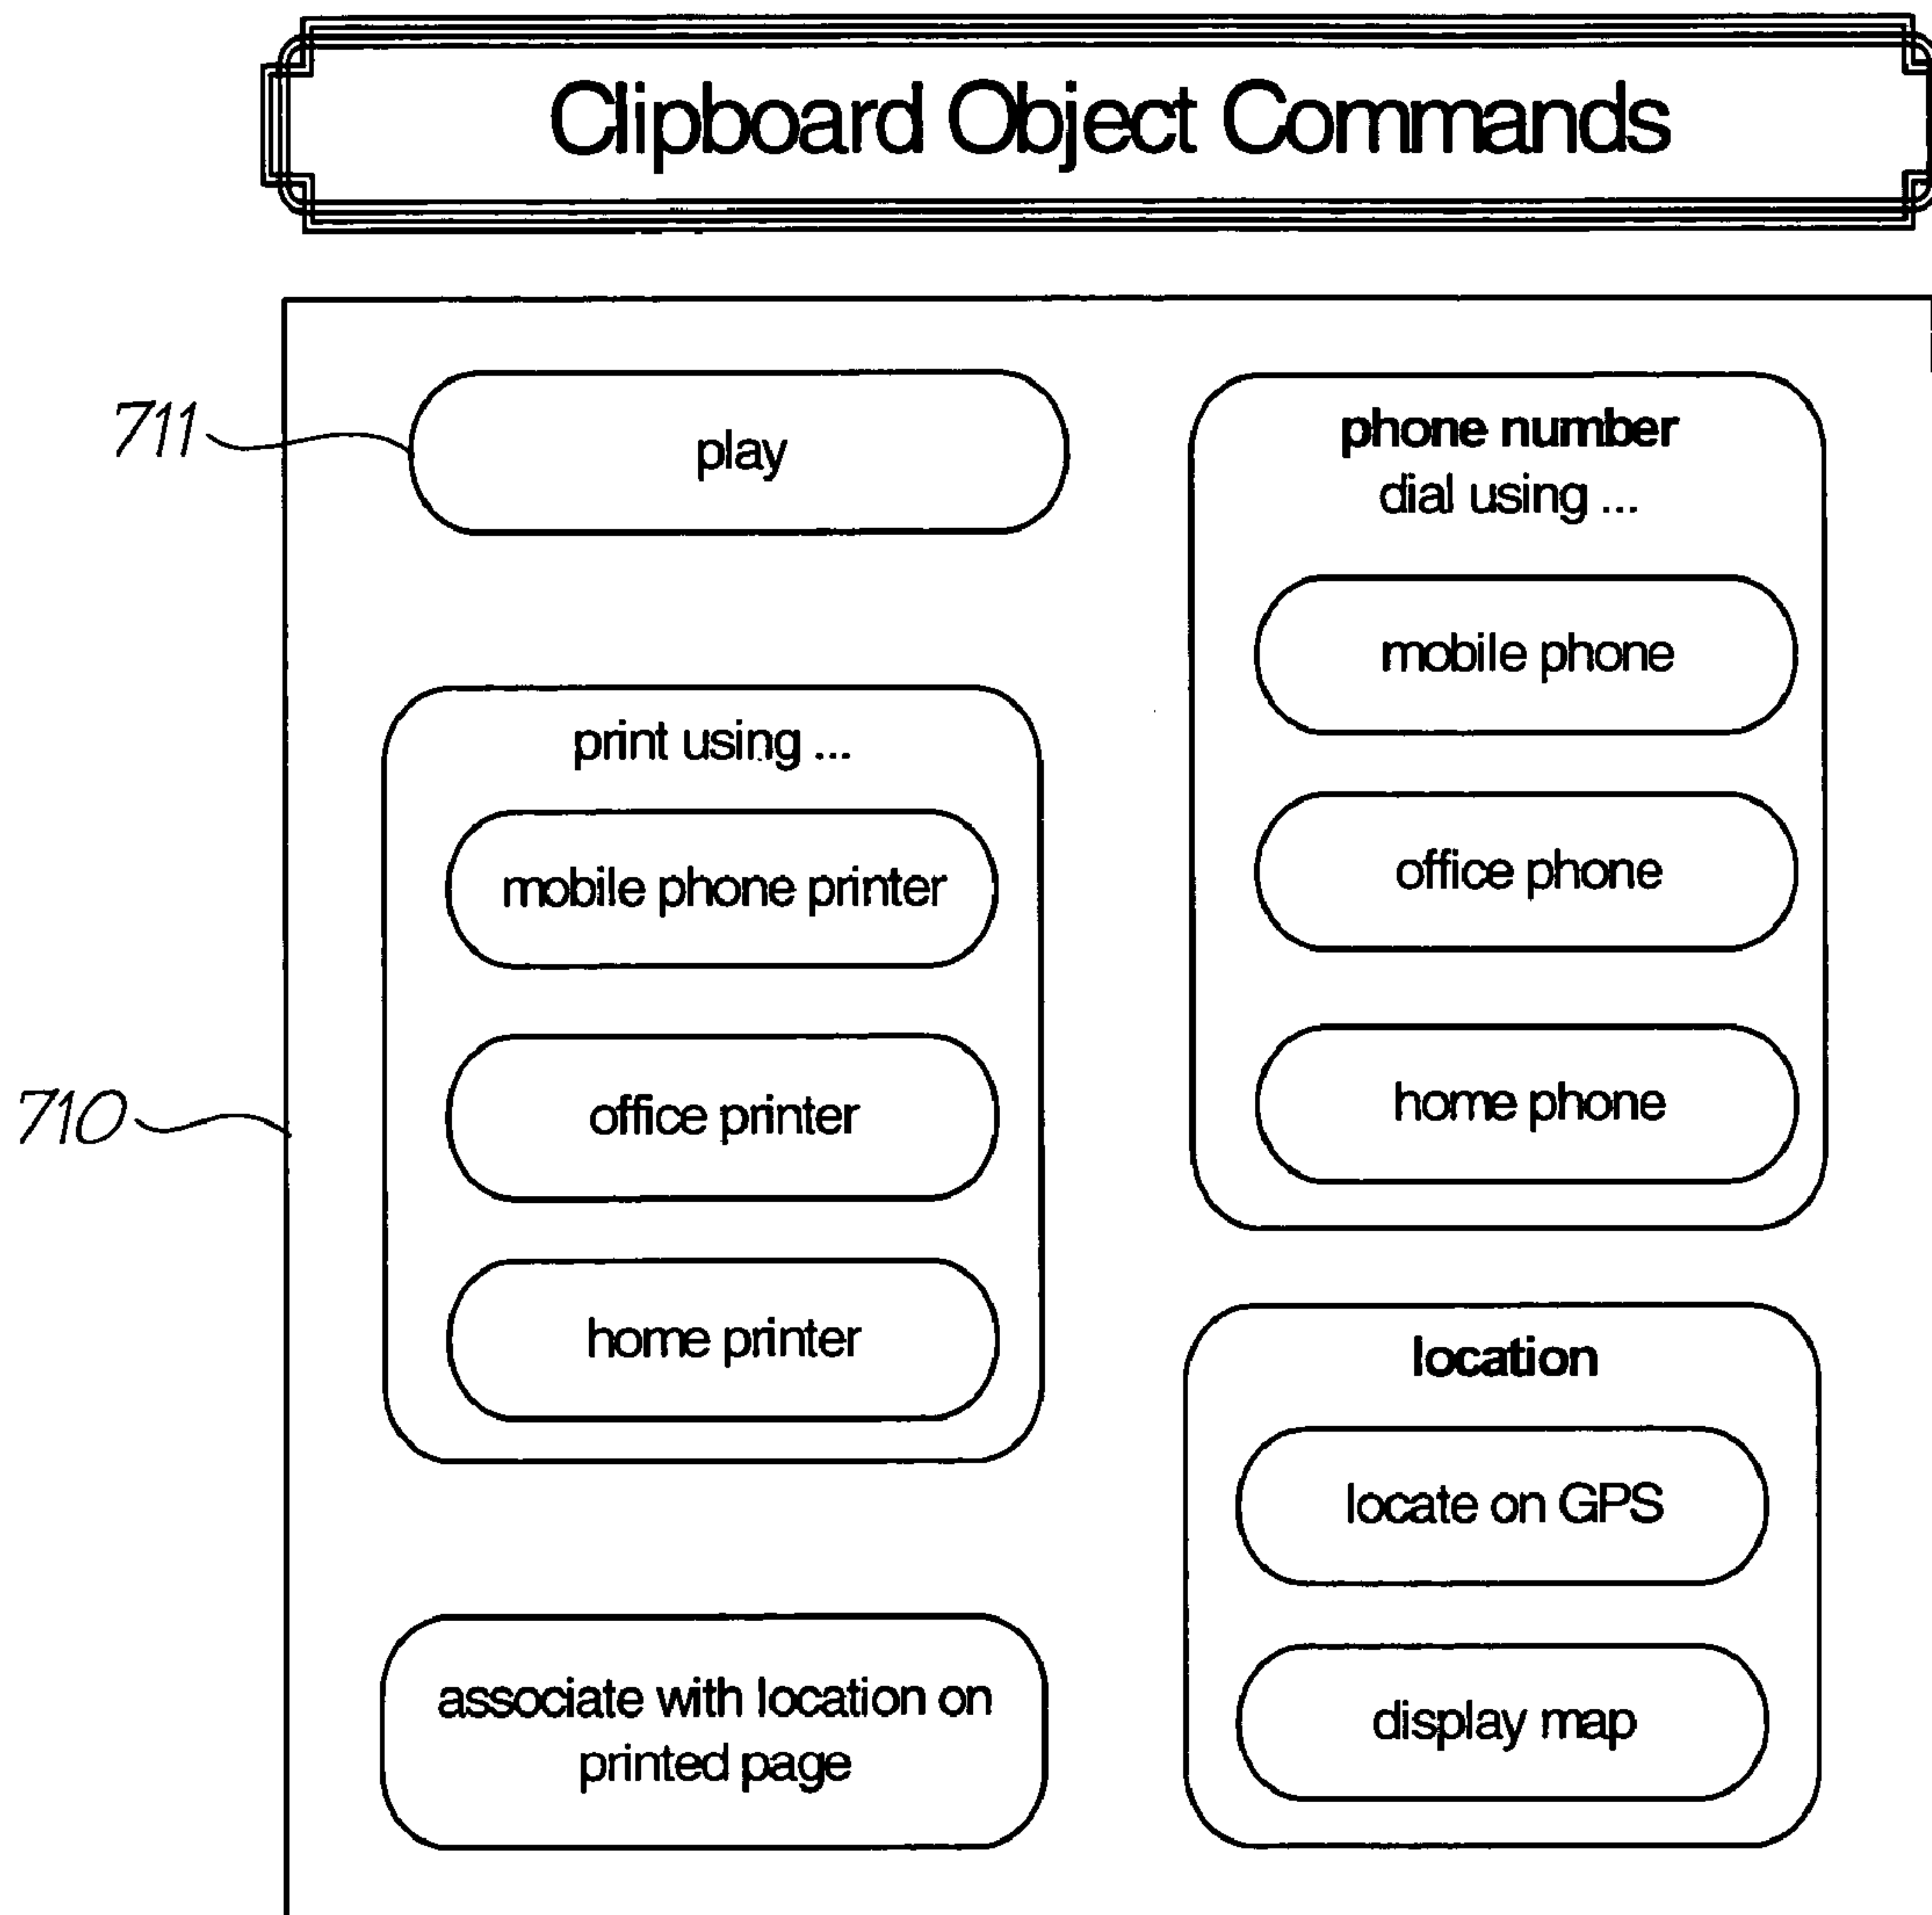 Clipboard Object Commands
711
play
print using ...
mobile phone printer
office printer
home printer
710
associate with location on
printed page
phone number
dial using ...
mobile phone
office phone
home phone
location
locate on GPS
display map